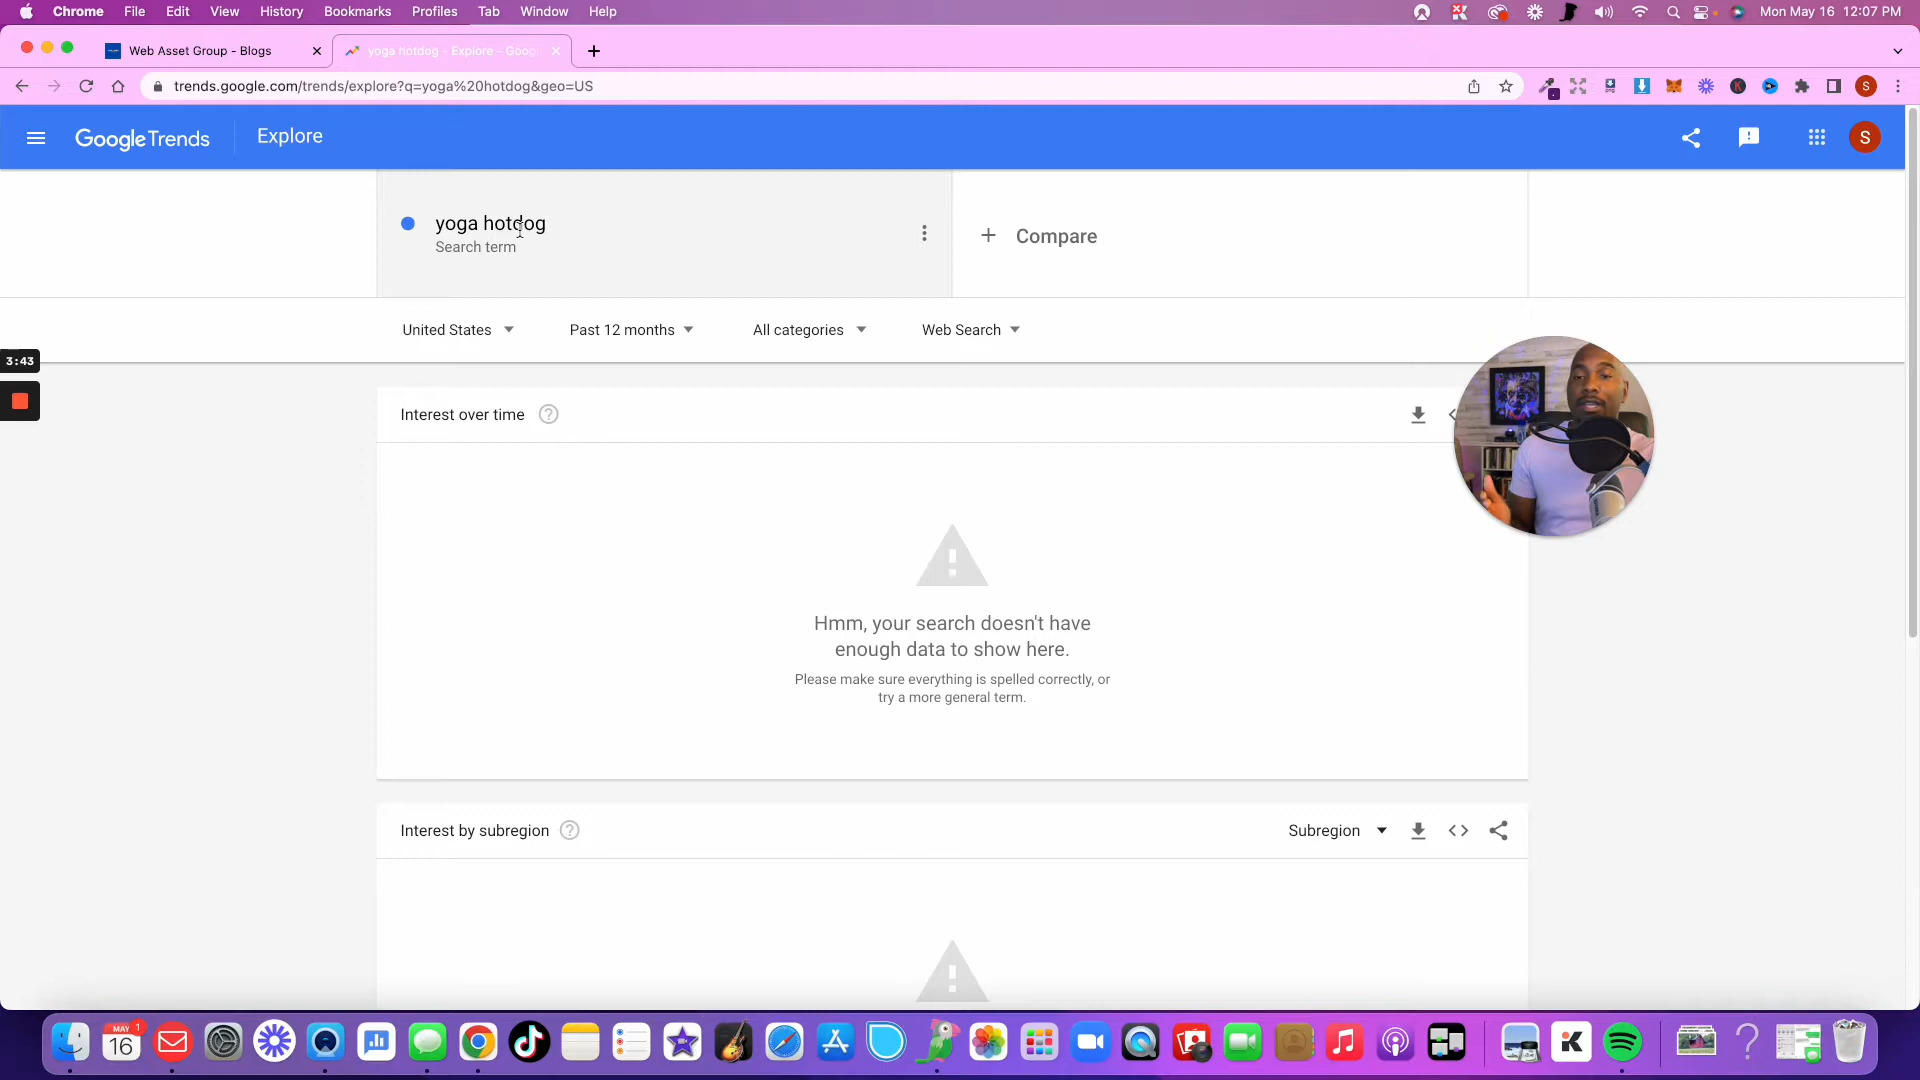 Chrome File Edit View History Bookmarks Profiles Tab Window Help Mon May 16 12:07 PM
Web Asset Group - Blogs yoga hotdog - Explore - Goog
trends.google.com/trends/explore?q=yoga%20hotdog&geo=US S
Google Trends Explore S
yoga hotdog
Search term
+ Compare
United States Past 12 months All categories Web Search
3:43
Interest over time ?
Hmm, your search doesn't have
enough data to show here.
Please make sure everything is spelled correctly, or
try a more general term.
Interest by subregion ? Subregion
MAY 1
16